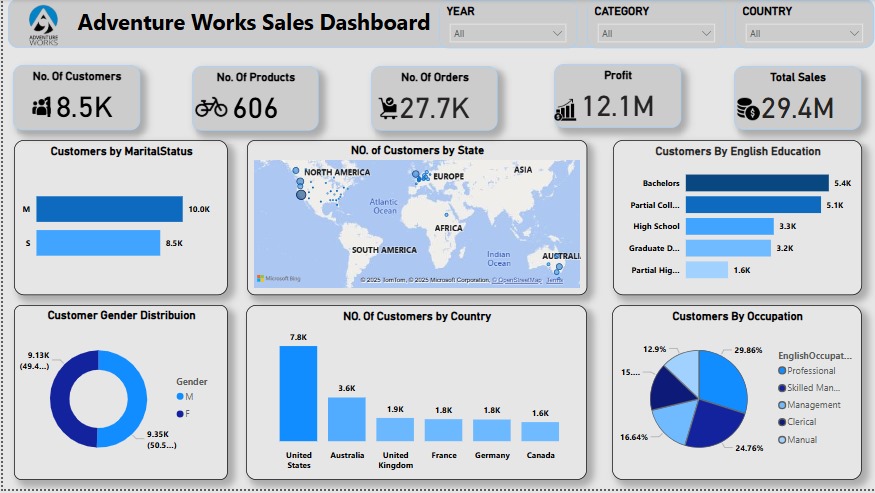 ADVENTURE
WORKS
Adventure Works Sales Dashboard
YEAR
All
CATEGORY
All
COUNTRY
All
No. Of Customers
8.5K
No. Of Products
606
No. Of Orders
27.7K
Profit
12.1M
Total Sales
29.4M
Customers by MaritalStatus
M
10.0K
S
8.5K
NO. of Customers by State
NORTH AMERICA
EUROPE
ASIA
Atlantic
Ocean
AFRICA
SOUTH AMERICA
Indian
Ocean
AUSTRALI
Microsoft Bing
© 2025 TomTom, © 2025 Microsoft Corporation, © OpenStreetMap Terms
Customers By English Education
Bachelors
5.4K
Partial Coll...
5.1K
High School
3.3K
Graduate D...
3.2K
Partial Hig...
1.6K
Customer Gender Distribuion
9.13K
(49.4...)
9.35K
(50.5...)
Gender
M
F
NO. Of Customers by Country
7.8K
3.6K
1.9K
1.8K
1.8K
1.6K
United
States
Australia
United
Kingdom
France
Germany
Canada
Customers By Occupation
12.9%
29.86%
15....
16.64%
24.76%
EnglishOccupat...
Professional
Skilled Man...
Management
Clerical
Manual